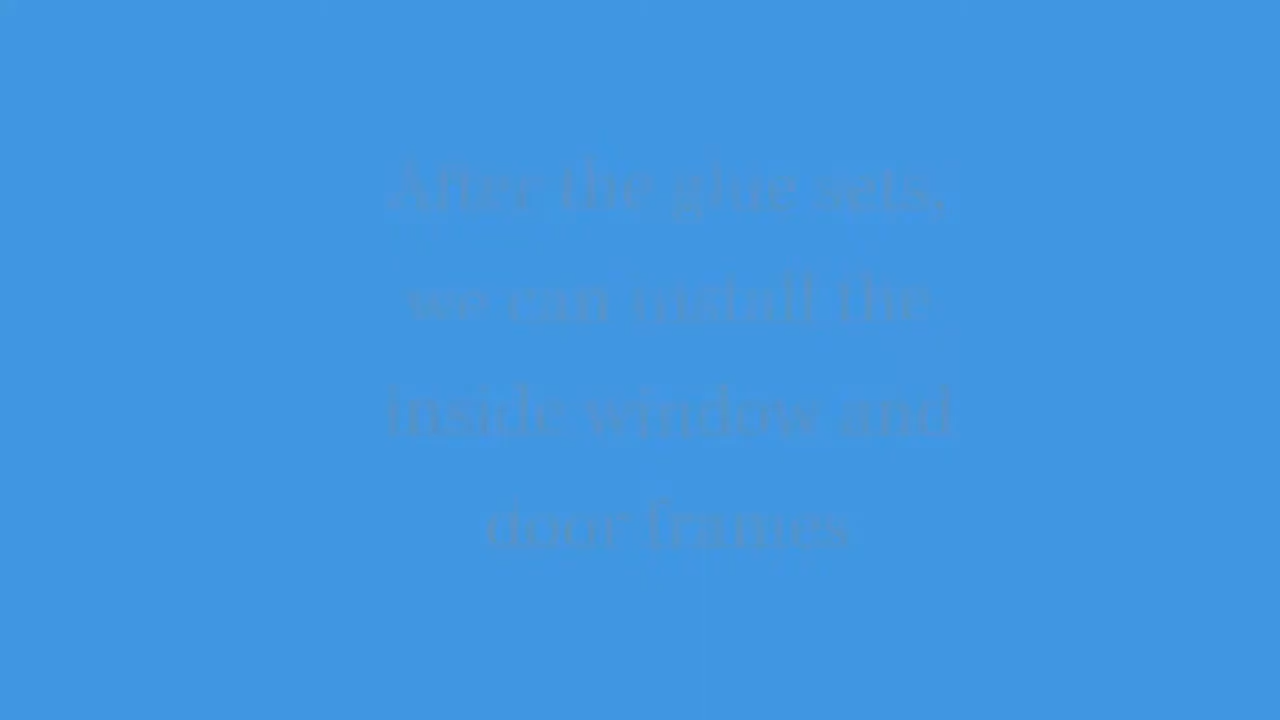 After the glue sets,
we can install the
inside window and
door frames